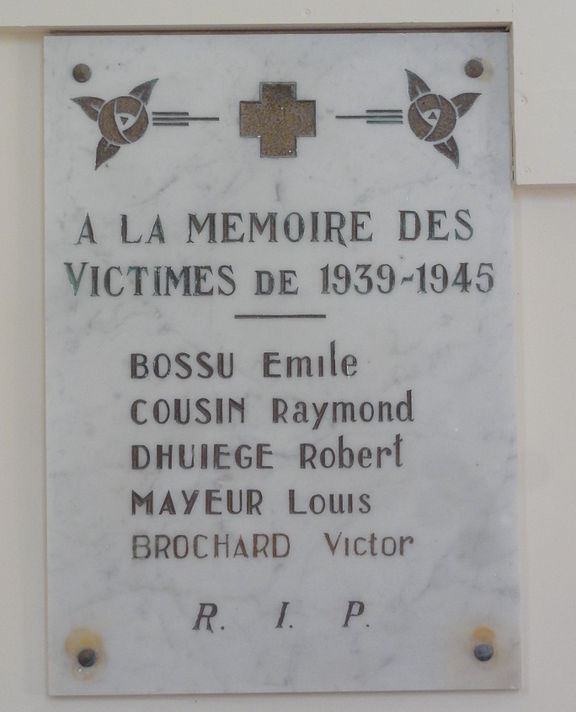 A LA MEMOIRE DES
VICTIMES DE 1939-1945
BOSSU Emile
COUSIN Raymond
DHUIEGE Robert
MAYEUR Louis
BROCHARD Victor
R. I. P.